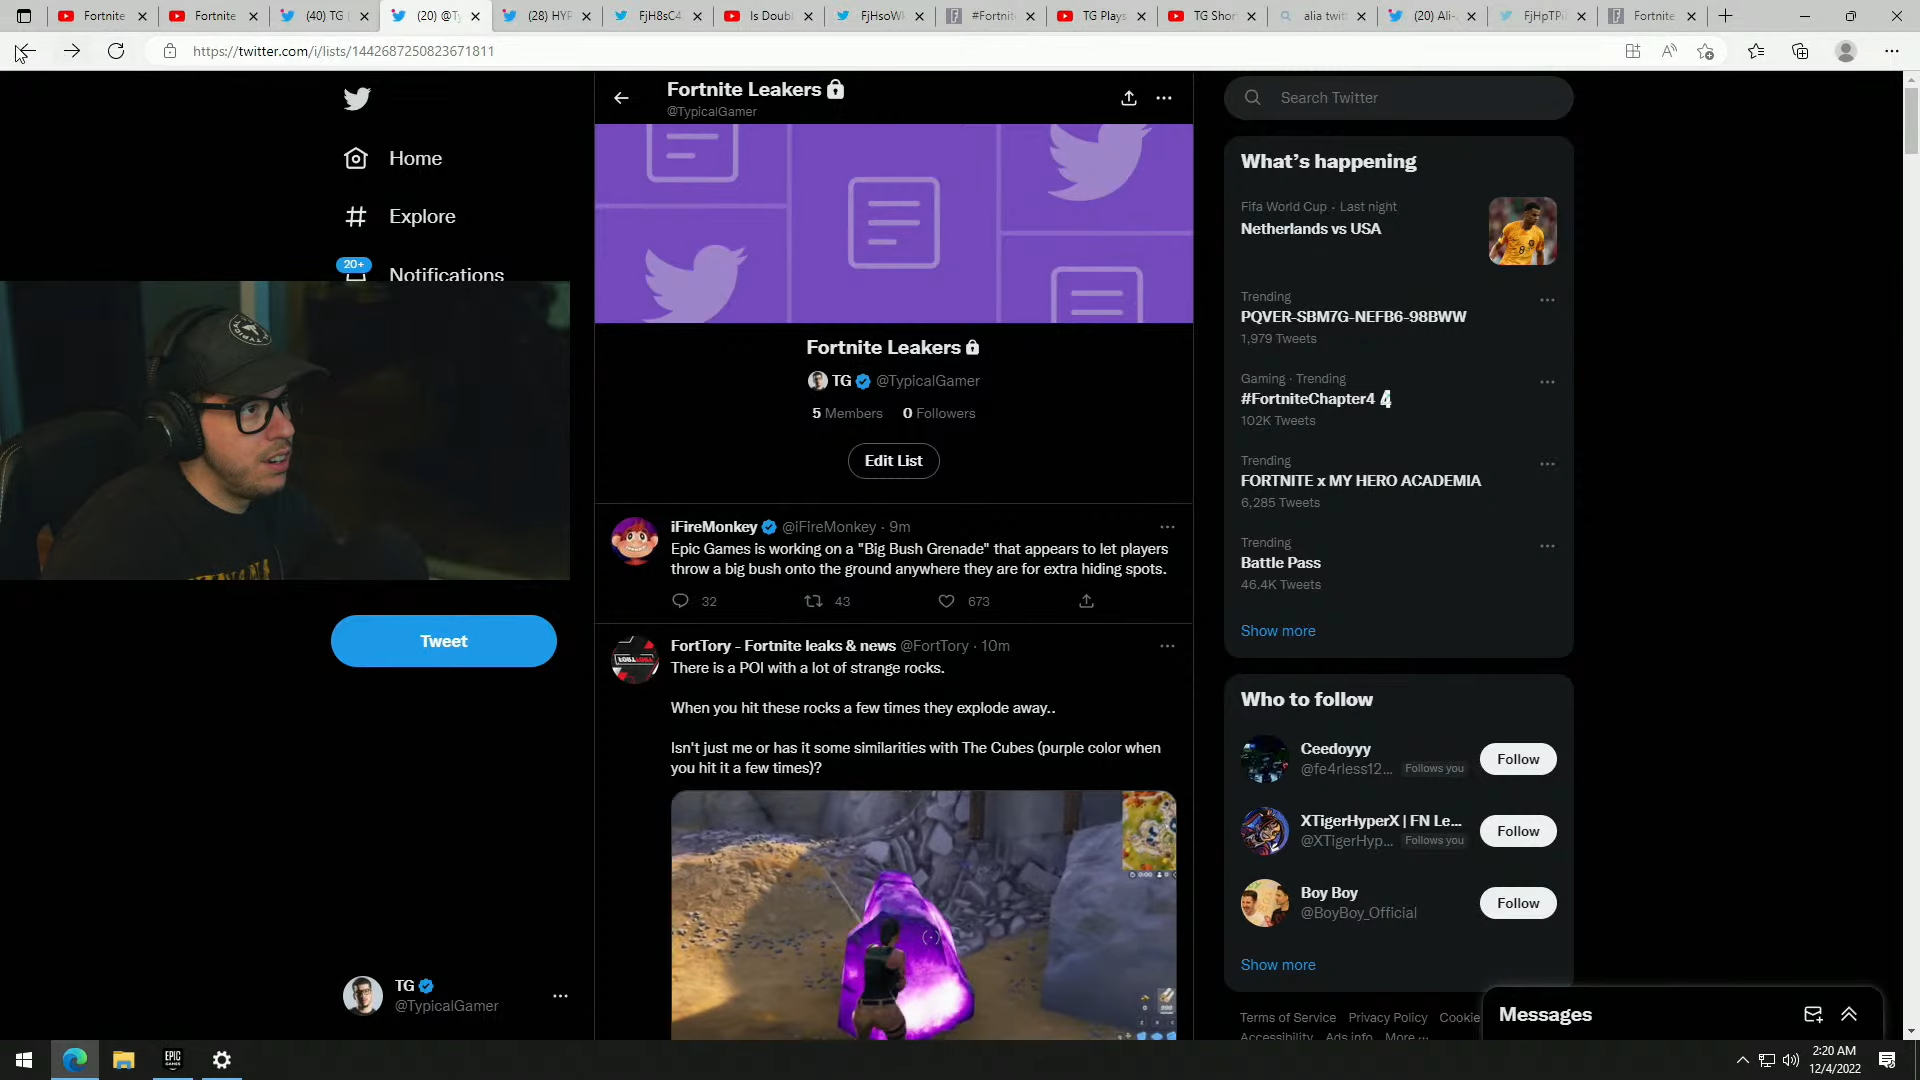 Fortnite
Fortnite
(40) TG (
(20) @Ty
(28) HYP
FjH8sC4
Is Doubl
FjHsoWk
#Fortnit
TG Plays
TG Shor
alia twitt
(20) Ali-A
FjHpTPi
Fortnite
https://twitter.com/i/lists/1442687250823671811
Fortnite Leakers
@TypicalGamer
Search Twitter
Home
Explore
20+
Notifications
Tweet
TG
@TypicalGamer
Fortnite Leakers
TG @TypicalGamer
5 Members 0 Followers
Edit List
iFireMonkey @iFireMonkey · 9m
Epic Games is working on a "Big Bush Grenade" that appears to let players
throw a big bush onto the ground anywhere they are for extra hiding spots.
32 43 673
FortTory - Fortnite leaks & news @FortTory · 10m
There is a POI with a lot of strange rocks.
When you hit these rocks a few times they explode away..
Isn't just me or has it some similarities with The Cubes (purple color when
you hit it a few times)?
What's happening
Fifa World Cup · Last night
Netherlands vs USA
Trending
PQVER-SBM7G-NEFB6-98BWW
1,979 Tweets
Gaming · Trending
#FortniteChapter4
102K Tweets
Trending
FORTNITE x MY HERO ACADEMIA
6,285 Tweets
Trending
Battle Pass
46.4K Tweets
Show more
Who to follow
Ceedoyyy
@fe4rless12... Follows you
Follow
XTigerHyperX | FN Le...
@XTigerHyp... Follows you
Follow
Boy Boy
@BoyBoy_Official
Follow
Show more
Terms of Service Privacy Policy Cookie
Accessibility Ads info More ...
Messages
EPIC
GAMES
2:20 AM
12/4/2022